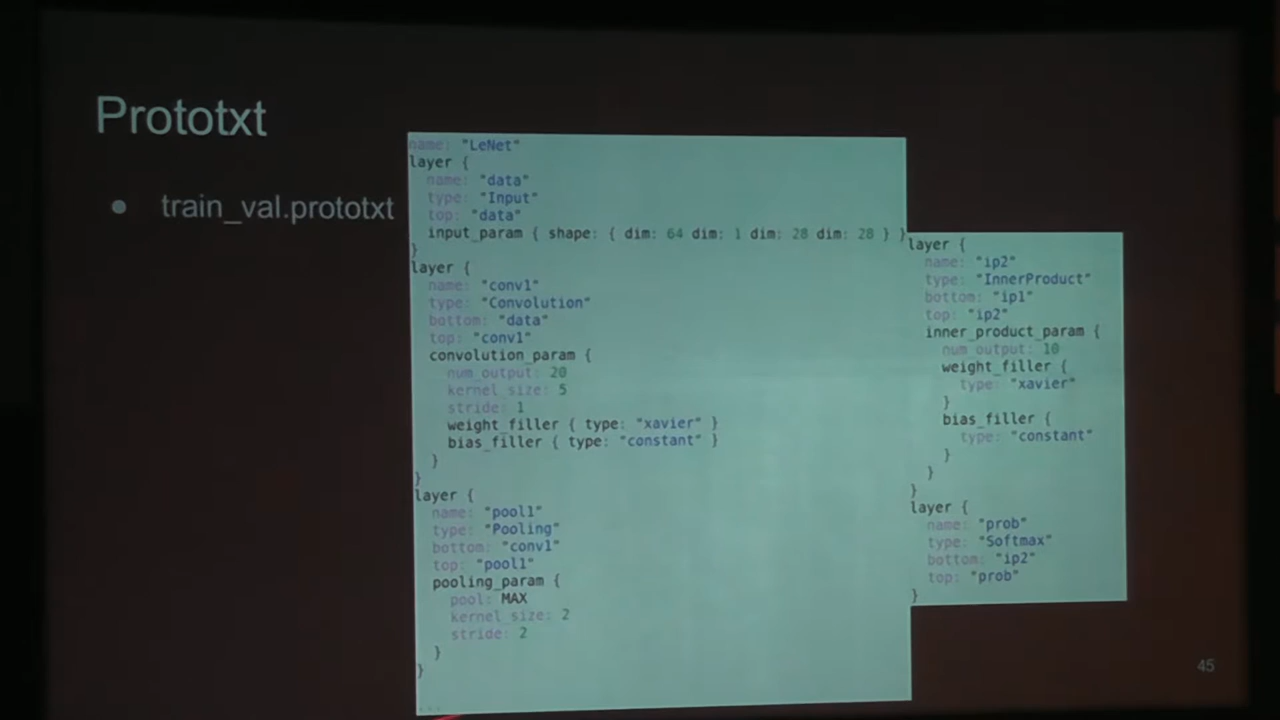 Prototxt
● train_val.prototxt
name: "LeNet"
layer {
name: "data"
type: "Input"
top: "data"
input_param { shape: { dim: 64 dim: 1 dim: 28 dim: 28 } }
}
layer {
name: "conv1"
type: "Convolution"
bottom: "data"
top: "conv1"
convolution_param {
num_output: 20
kernel_size: 5
stride: 1
weight_filler { type: "xavier" }
bias_filler { type: "constant" }
}
}
layer {
name: "pool1"
type: "Pooling"
bottom: "conv1"
top: "pool1"
pooling_param {
pool: MAX
kernel_size: 2
stride: 2
}
}
...
layer {
name: "ip2"
type: "InnerProduct"
bottom: "ip1"
top: "ip2"
inner_product_param {
num_output: 10
weight_filler {
type: "xavier"
}
bias_filler {
type: "constant"
}
}
}
layer {
name: "prob"
type: "Softmax"
bottom: "ip2"
top: "prob"
}
45